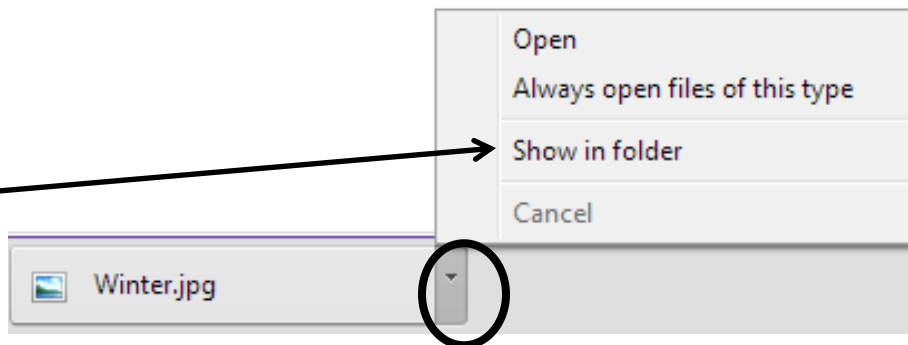 Open
Always open files of this type
Show in folder
Cancel
Winter.jpg